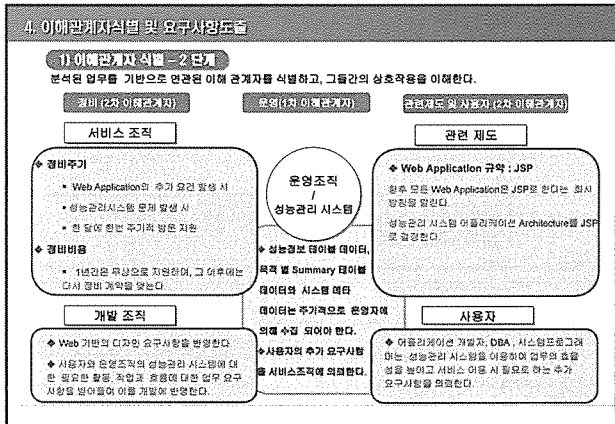 4. 이해관계자식별 및 요구사항도출
1) 이해관계자 식별 – 2 단계
분석된 업무를 기반으로 연관된 이해 관계자를 식별하고, 그들간의 상호작용을 이해한다.
정비 (2차 이해관계자)
운영(1차 이해관계자)
관련제도 및 사용자 (2차 이해관계자)
서비스 조직
❖ 정비주기
▪ Web Application의 추가 요건 발생 시
▪ 성능관리시스템 문제 발생 시
▪ 한 달에 한번 주기적 방문 지원
❖ 정비비용
▪ 1년간은 무상으로 지원하며, 그 이후에는
다시 정비 계약을 맺는다.
개발 조직
❖ Web 기반의 디자인 요구사항을 반영한다.
❖ 사용자와 운영조직의 성능관리 시스템에 대
한 필요한 활동, 작업과 흐름에 대한 업무 요구
사항을 받아들여 이를 개발에 반영한다.
운영조직
/
성능관리 시스템
❖ 성능정보 테이블 데이터,
목적 별 Summary 테이블
데이터와 시스템 메타
데이터는 주기적으로 운영자에
의해 수집 되어야 한다.
❖사용자의 추가 요구사항
을 서비스조직에 의뢰한다.
관련 제도
❖ Web Application 규약 : JSP
향후 모든 Web Application은 JSP로 한다는 회사
방침을 따른다.
성능관리 시스템 어플리케이션 Architecture를 JSP
로 결정한다.
사용자
❖ 어플리케이션 개발자, DBA, 시스템프로그래
머는 성능관리 시스템을 이용하여 업무의 효율
성을 높이고 서비스 이용 시 필요로 하는 추가
요구사항을 의뢰한다.